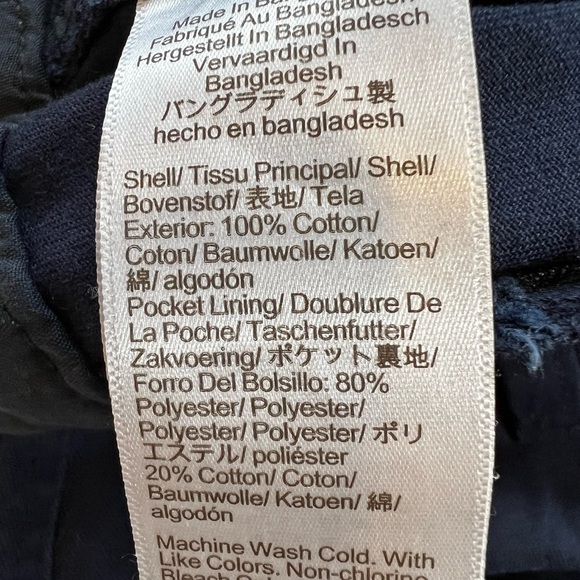 Made In Ban
Fabriqué Au Bangladesh
Hergestellt In Bangladesch
Vervaardigd In
Bangladesh
バングラディシュ製
hecho en bangladesh
Shell/ Tissu Principal/ Shell/
Bovenstof/ 表地/ Tela
Exterior: 100% Cotton/
Coton/ Baumwolle/ Katoen/
綿/ algodón
Pocket Lining/ Doublure De
La Poche/ Taschenfutter/
Zakvoering/ ポケット裏地/
Forro Del Bolsillo: 80%
Polyester/ Polyester/
Polyester/ Polyester/ ポリ
エステル/ poliéster
20% Cotton/ Coton/
Baumwolle/ Katoen/ 綿/
algodón
Machine Wash Cold. With
Like Colors. Non-chlorine
Bleach